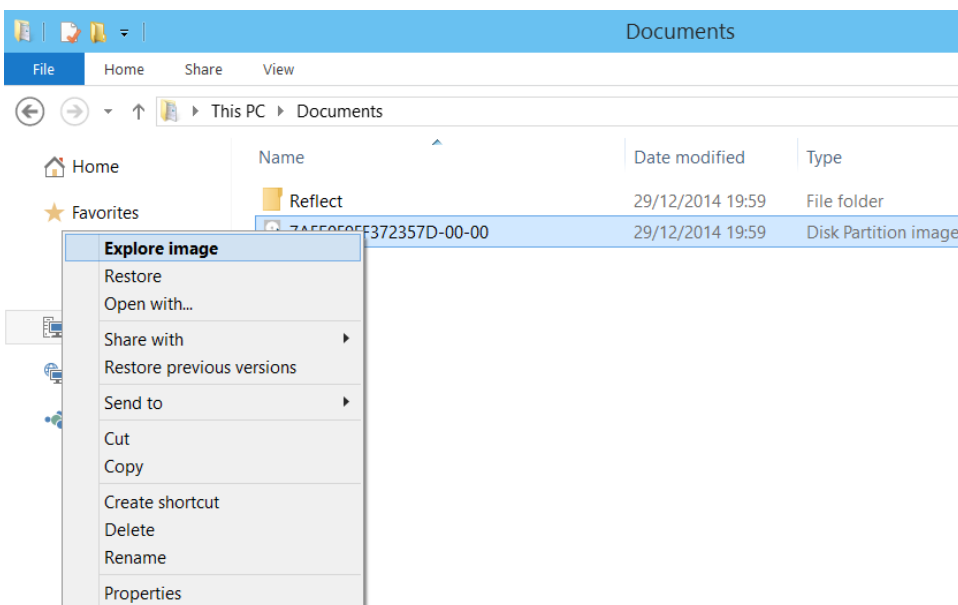 Documents
File Home Share View
This PC Documents
Name Date modified Type
Home
Reflect 29/12/2014 19:59 File folder
Favorites
29/12/2014 19:59 Disk Partition image
Explore image
Restore
Open with...
Share with
Restore previous versions
Send to
Cut
Copy
Create shortcut
Delete
Rename
Properties